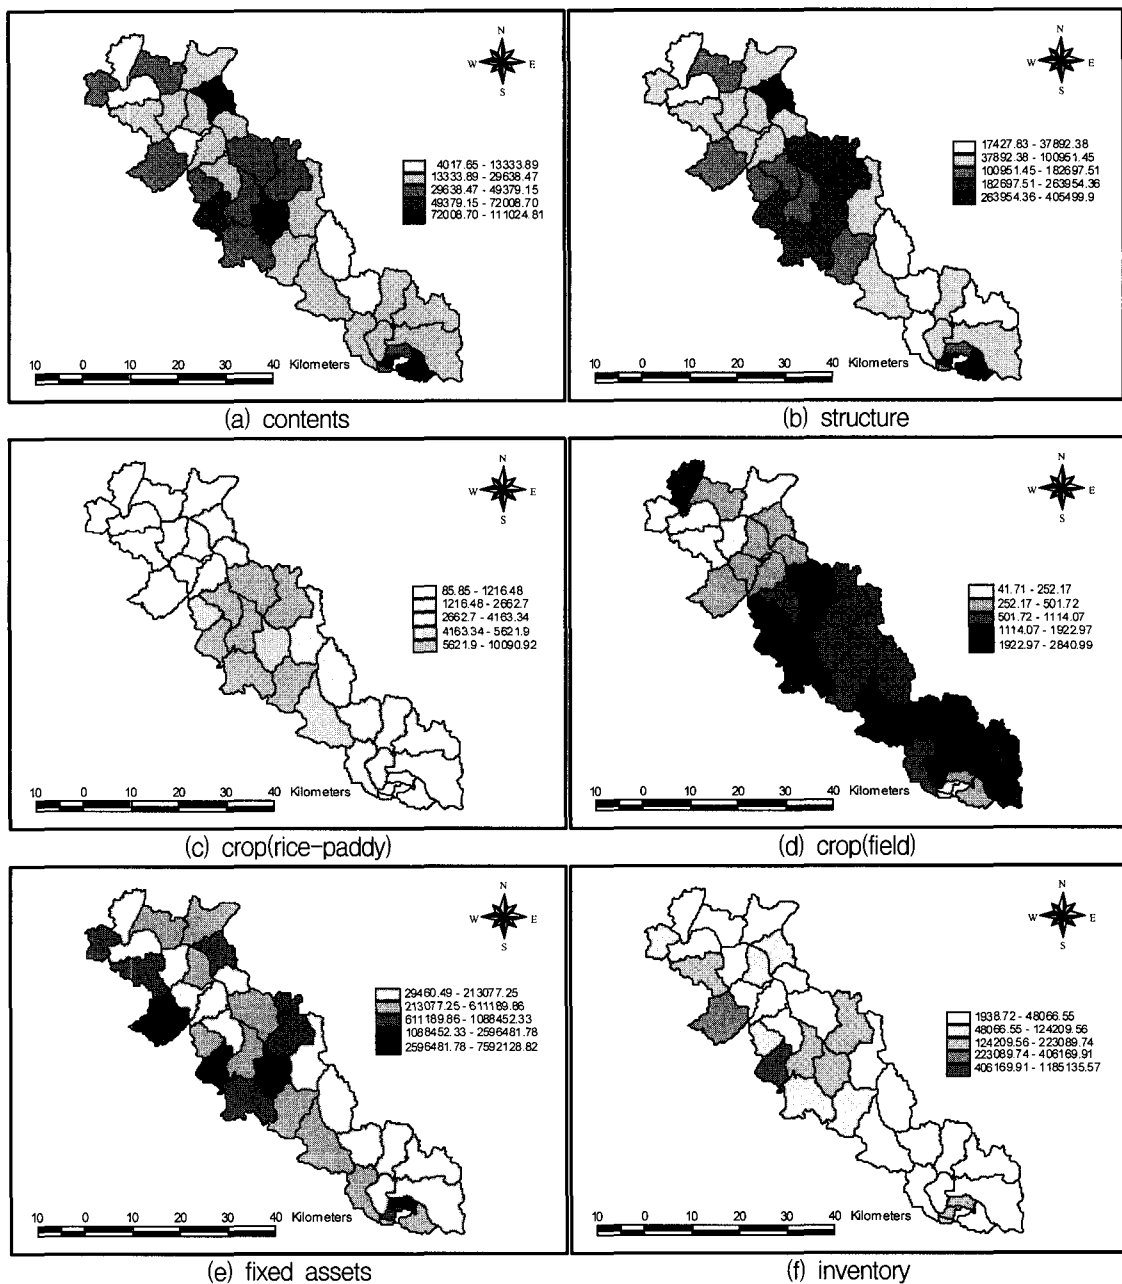 N
W E
S
4017.65 - 13333.89
13333.89 - 29638.47
29638.47 - 49379.15
49379.15 - 72008.70
72008.70 - 111024.81
10 0 10 20 30 40 Kilometers
(a) contents
N
W E
S
17427.83 - 37892.38
37892.38 - 100951.45
100951.45 - 182697.51
182697.51 - 263954.36
263954.36 - 405499.9
10 0 10 20 30 40 Kilometers
(b) structure
N
W E
S
85.85 - 1216.48
1216.48 - 2662.7
2662.7 - 4163.34
4163.34 - 5621.9
5621.9 - 10090.92
10 0 10 20 30 40 Kilometers
(c) crop(rice-paddy)
N
W E
S
41.71 - 252.17
252.17 - 501.72
501.72 - 1114.07
1114.07 - 1922.97
1922.97 - 2840.99
10 0 10 20 30 40 Kilometers
(d) crop(field)
N
W E
S
29460.49 - 213077.25
213077.25 - 611189.86
611189.86 - 1088452.33
1088452.33 - 2596481.78
2596481.78 - 7592128.82
10 0 10 20 30 40 Kilometers
(e) fixed assets
N
W E
S
1938.72 - 48066.55
48066.55 - 124209.56
124209.56 - 223089.74
223089.74 - 406169.91
406169.91 - 1185135.57
10 0 10 20 30 40 Kilometers
(f) inventory